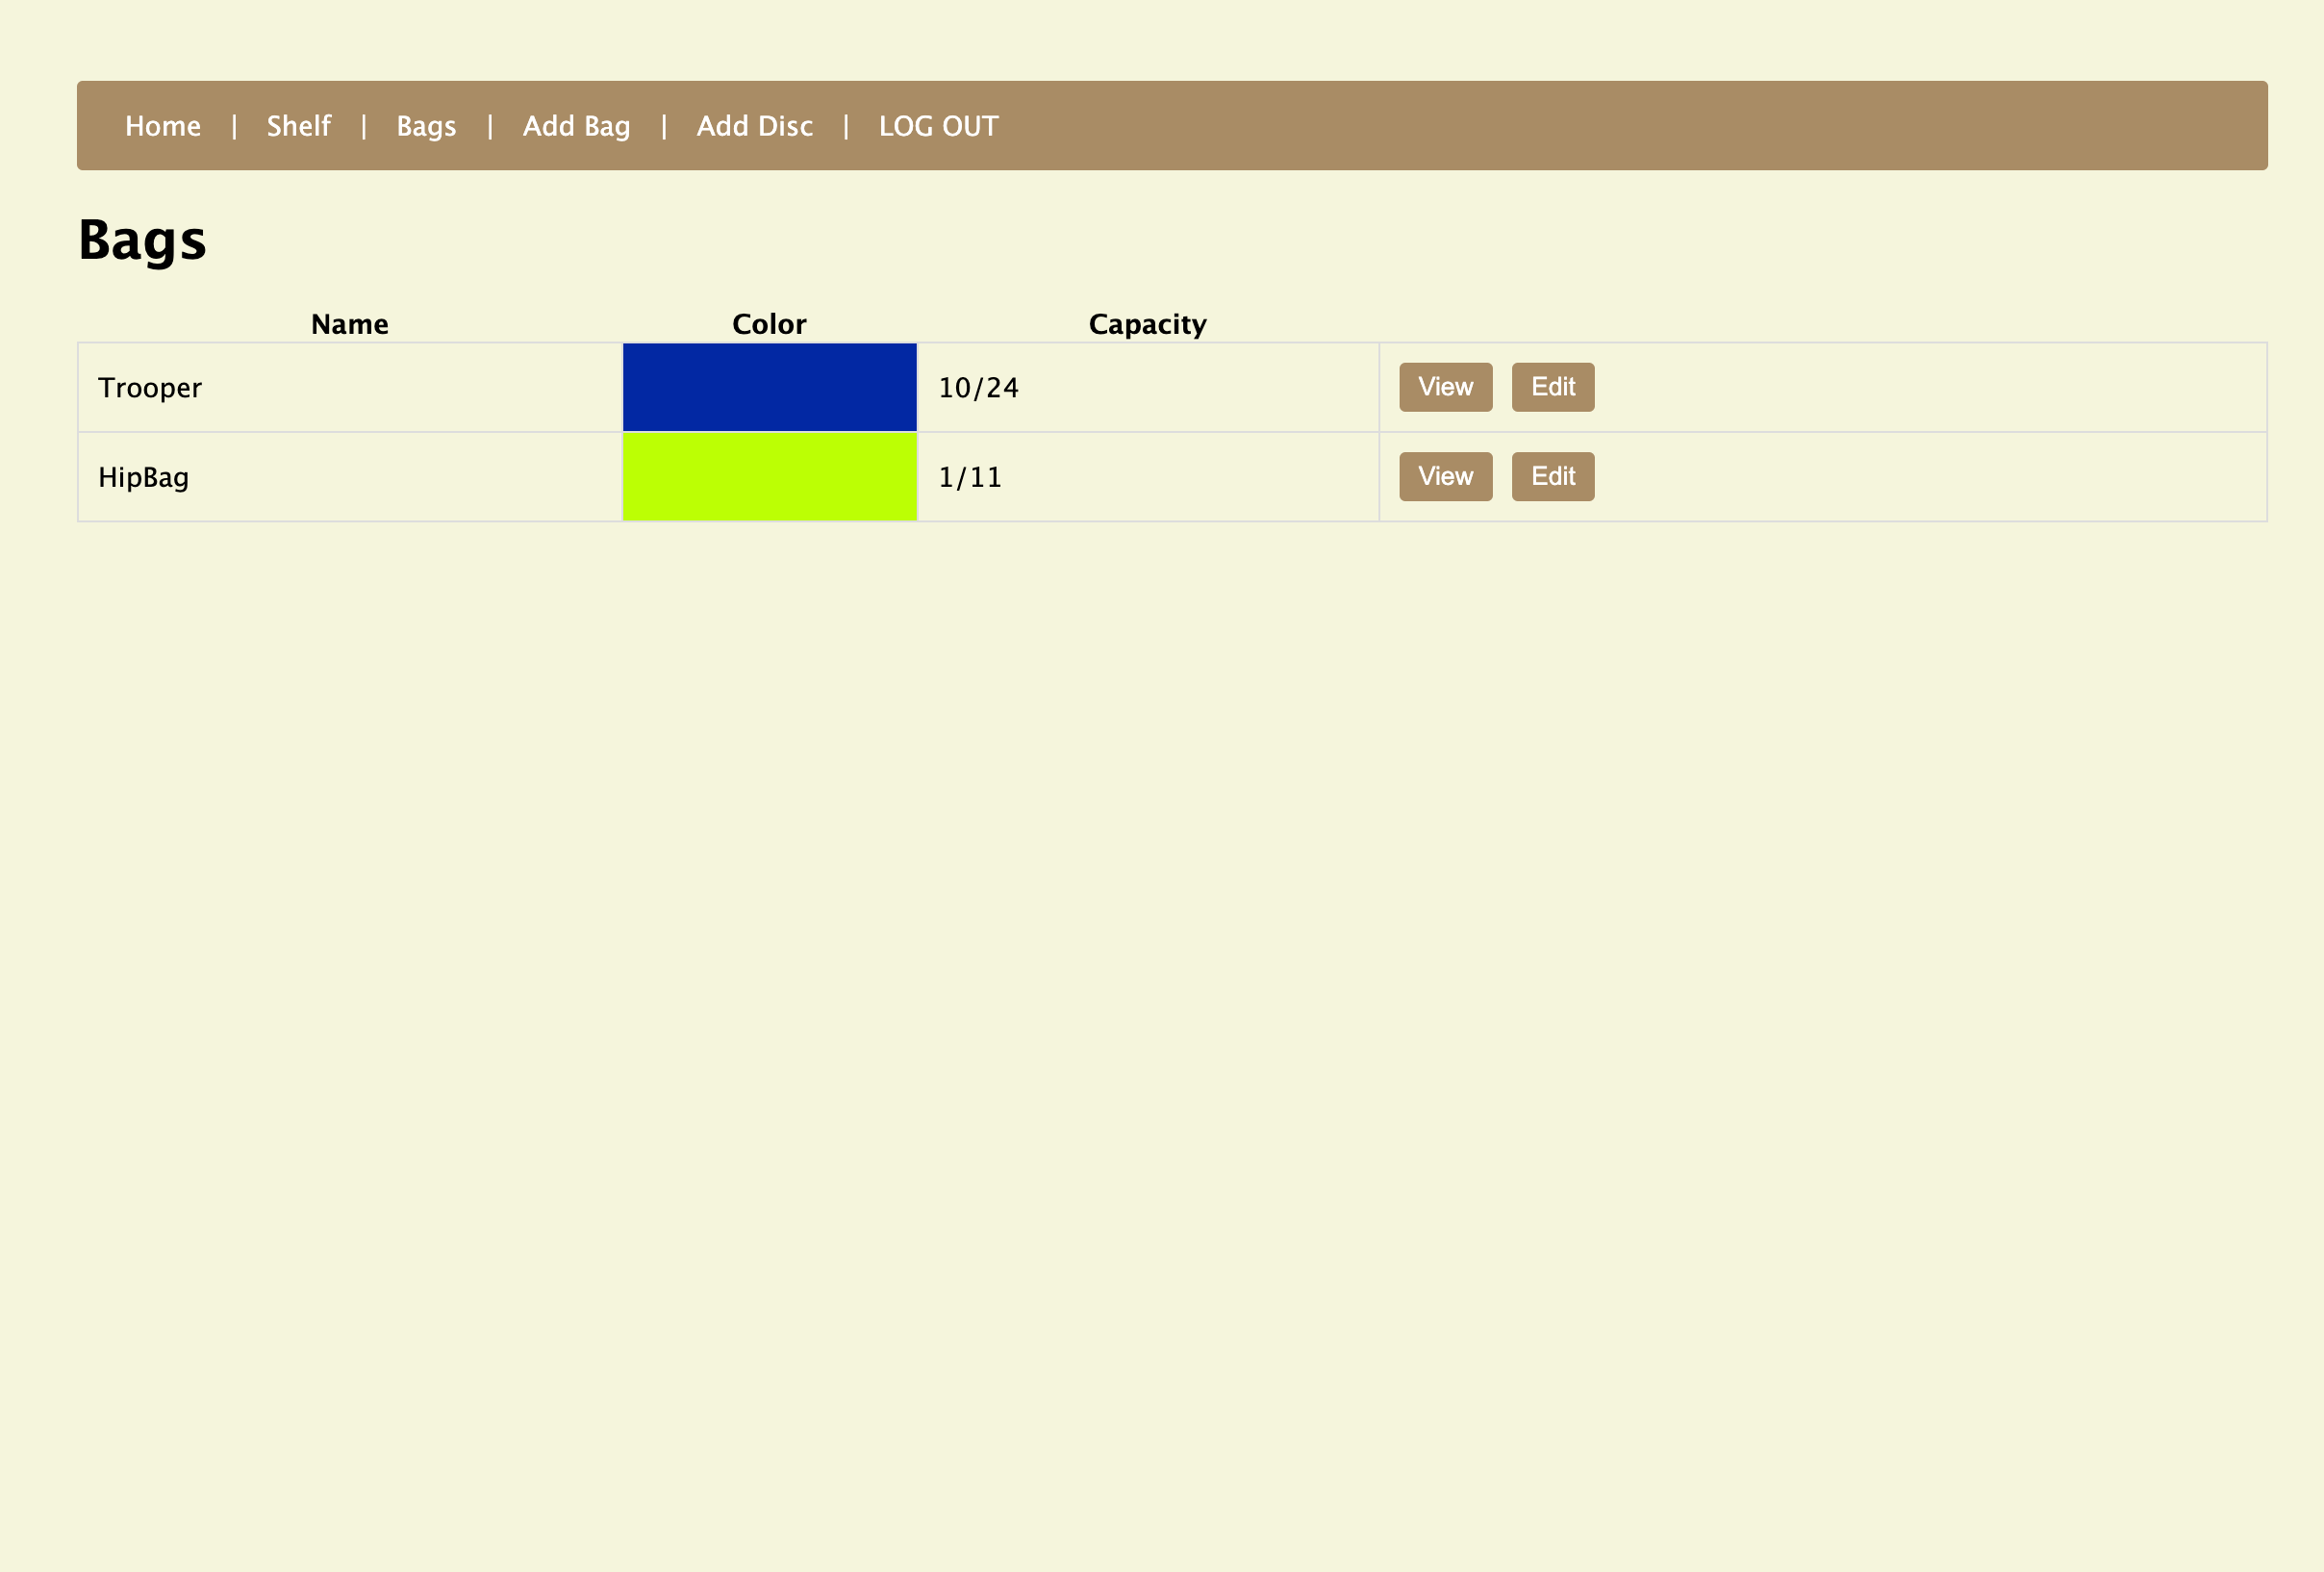 Home | Shelf | Bags | Add Bag | Add Disc | LOG OUT
Bags
Name Color Capacity
Trooper 10/24 View Edit
HipBag 1/11 View Edit